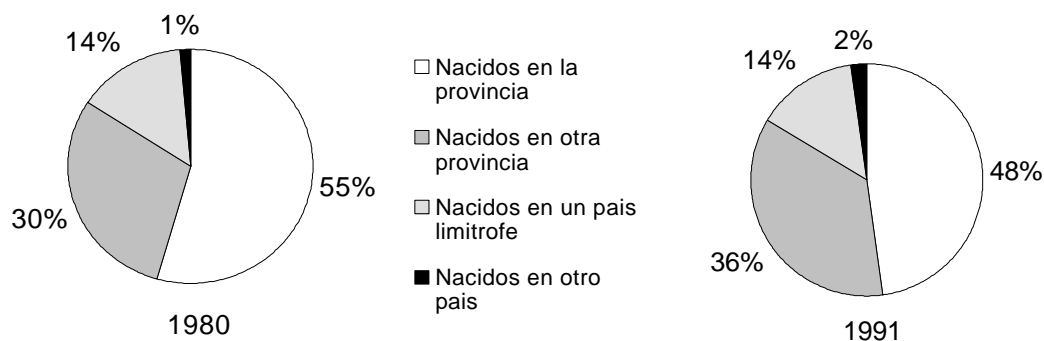 14%
1%
55%
30%
1980
Nacidos en la
provincia
Nacidos en otra
provincia
Nacidos en un pais
limitrofe
Nacidos en otro
pais
14%
2%
48%
36%
1991